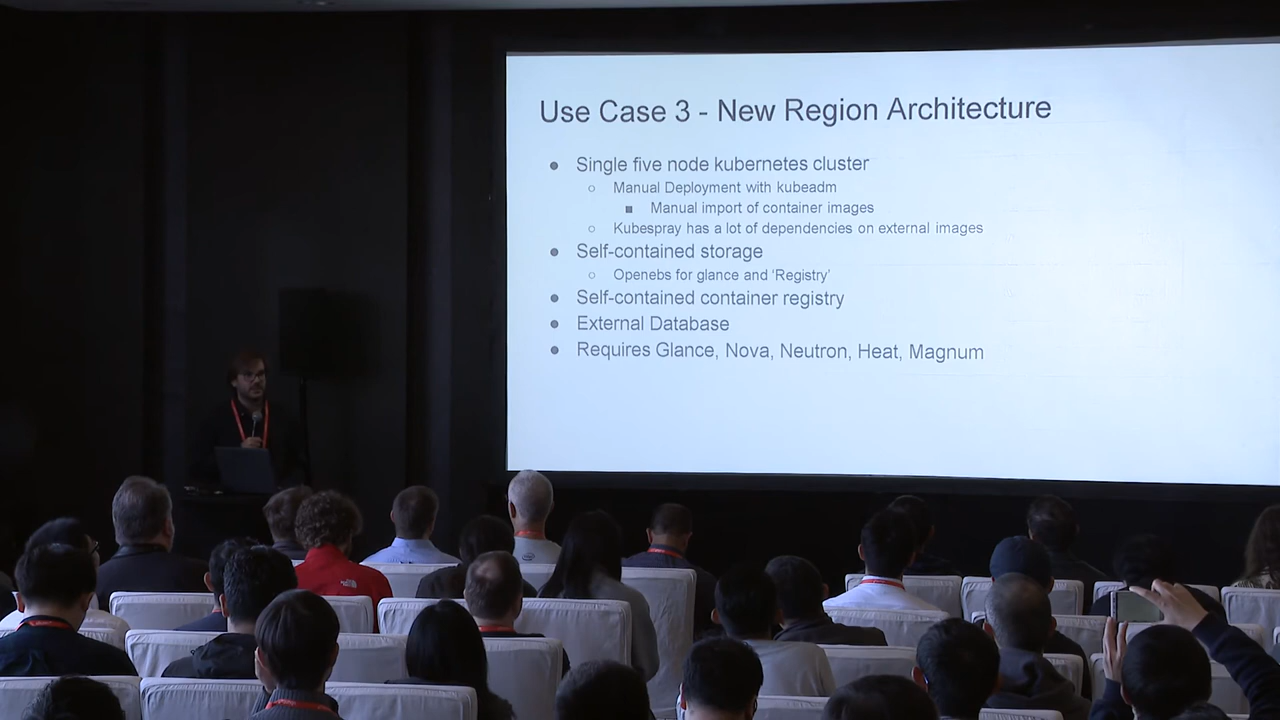 Use Case 3 - New Region Architecture
● Single five node kubernetes cluster
○ Manual Deployment with kubeadm
■ Manual import of container images
○ Kubespray has a lot of dependencies on external images
● Self-contained storage
○ Openebs for glance and ‘Registry’
● Self-contained container registry
● External Database
● Requires Glance, Nova, Neutron, Heat, Magnum